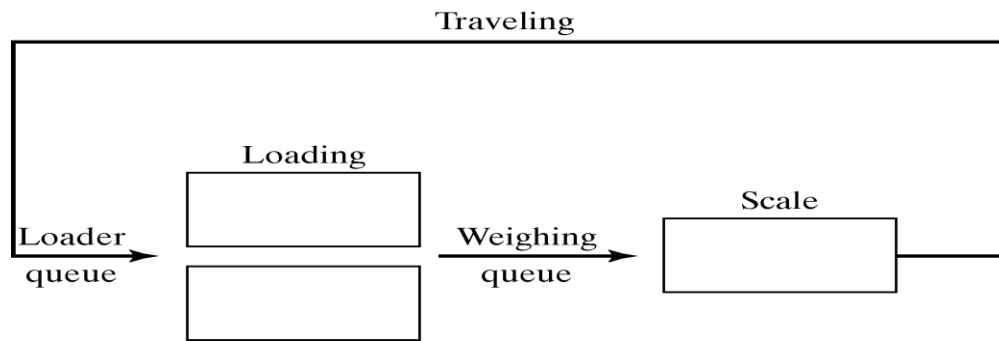 Traveling
Loading
Scale
Loader
queue
Weighing
queue